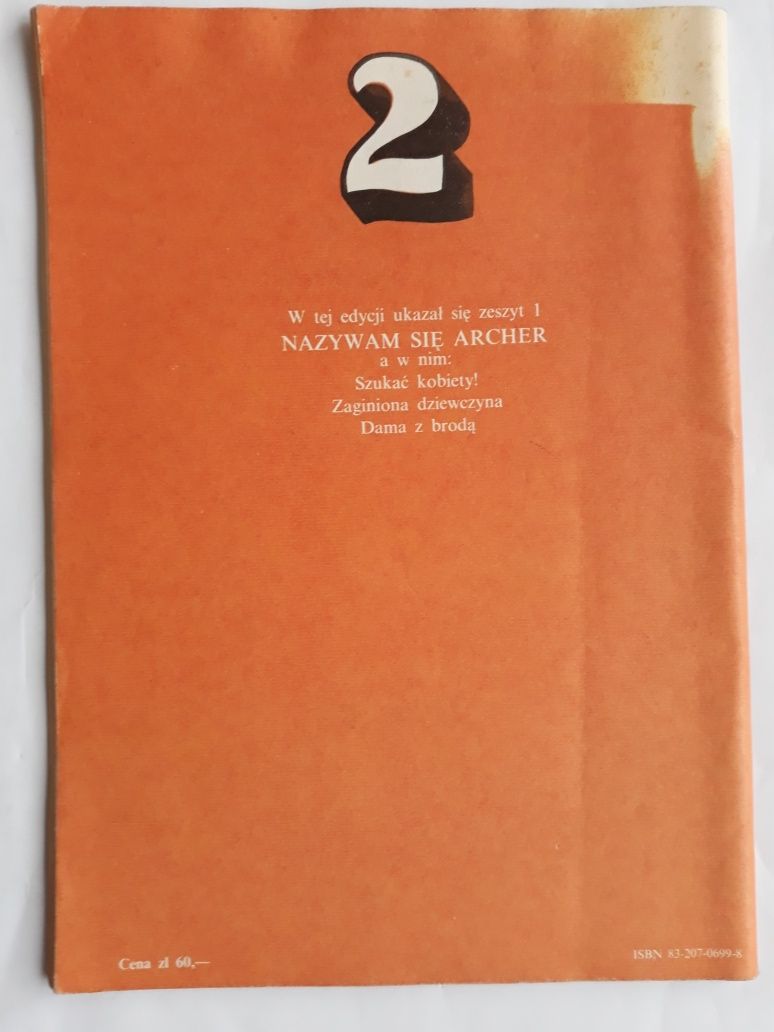 2
W tej edycji ukazał się zeszyt 1
NAZYWAM SIĘ ARCHER
a w nim:
Szukać kobiety!
Zaginiona dziewczyna
Dama z brodą
Cena zł 60,—
ISBN 83-207-0699-8